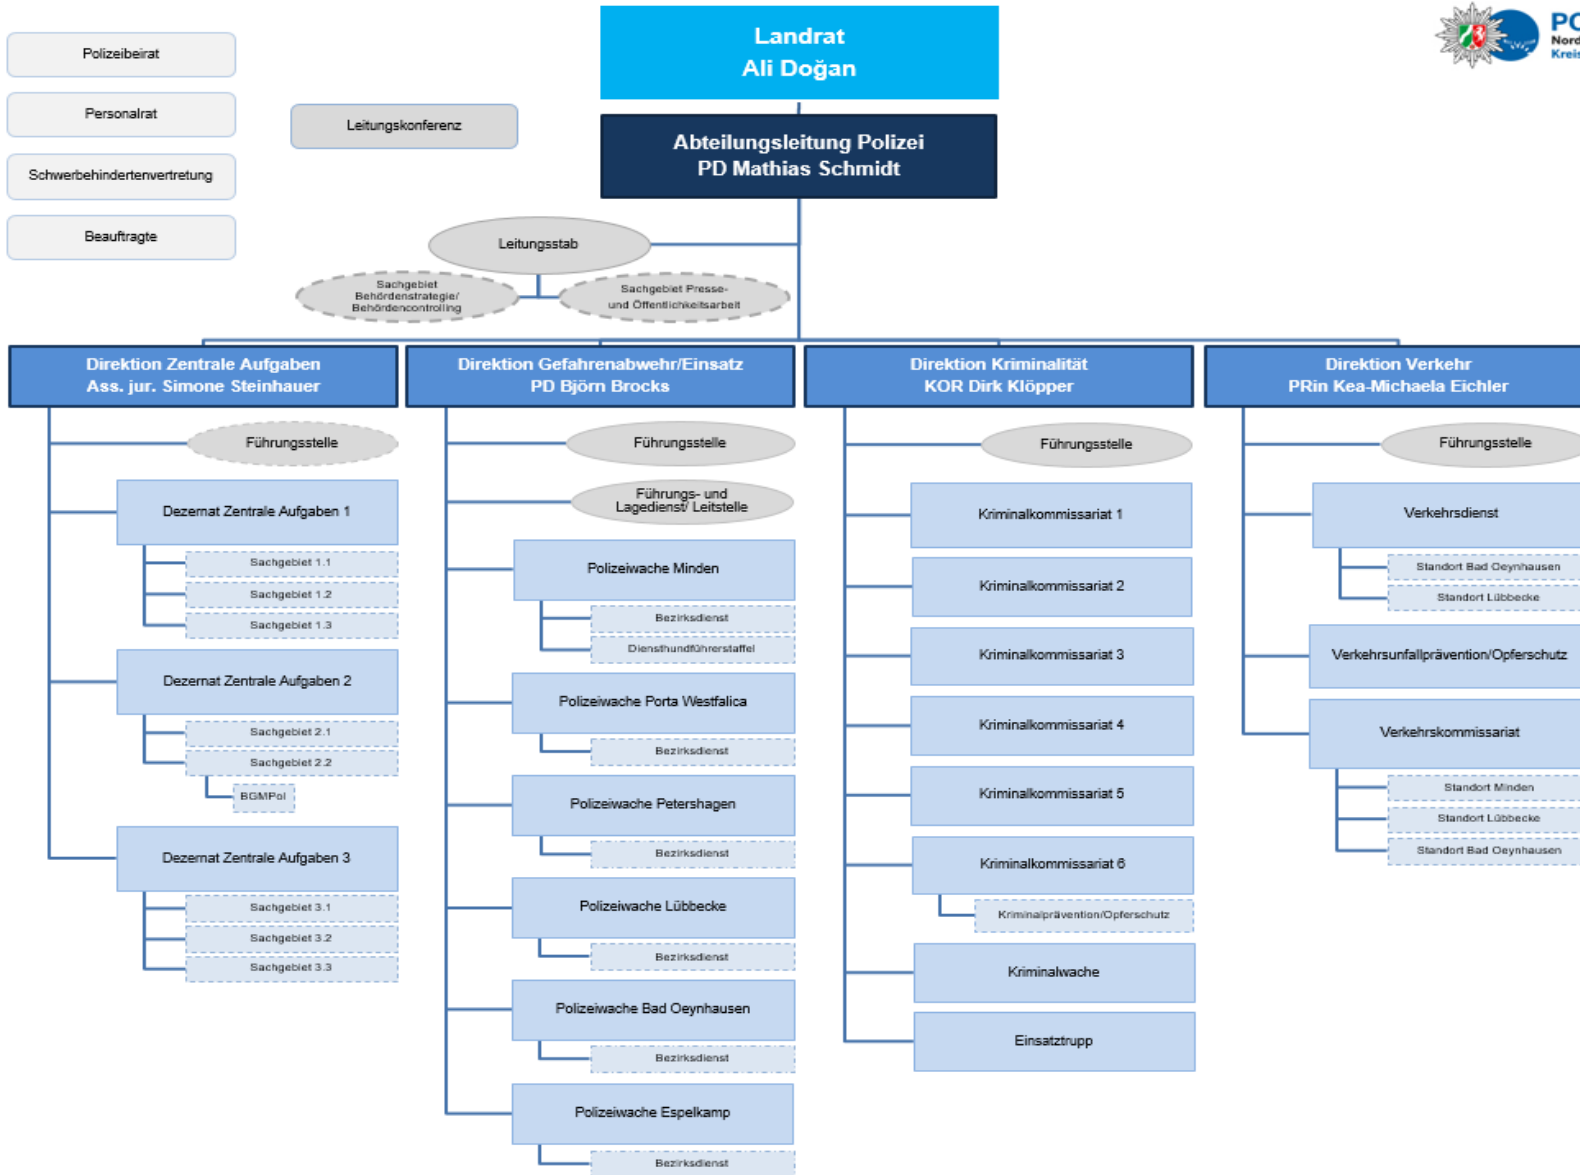 Polizeibeirat
Personalrat
Schwerbehindertenvertretung
Beauftragte
Leitungskonferenz
Landrat
Ali Doğan
Abteilungsleitung Polizei
PD Mathias Schmidt
Leitungsstab
Sachgebiet
Behördenstrategie/
Behördencontrolling
Sachgebiet Presse-
und Öffentlichkeitsarbeit
Direktion Zentrale Aufgaben
Ass. jur. Simone Steinhauer
Führungsstelle
Dezernat Zentrale Aufgaben 1
Sachgebiet 1.1
Sachgebiet 1.2
Sachgebiet 1.3
Dezernat Zentrale Aufgaben 2
Sachgebiet 2.1
Sachgebiet 2.2
BGMPol
Dezernat Zentrale Aufgaben 3
Sachgebiet 3.1
Sachgebiet 3.2
Sachgebiet 3.3
Direktion Gefahrenabwehr/Einsatz
PD Björn Brocks
Führungsstelle
Führungs- und
Lagedienst/ Leitstelle
Polizeiwache Minden
Bezirksdienst
Diensthundführerstaffel
Polizeiwache Porta Westfalica
Bezirksdienst
Polizeiwache Petershagen
Bezirksdienst
Polizeiwache Lübbecke
Bezirksdienst
Polizeiwache Bad Oeynhausen
Bezirksdienst
Polizeiwache Espelkamp
Bezirksdienst
Direktion Kriminalität
KOR Dirk Klöpper
Führungsstelle
Kriminalkommissariat 1
Kriminalkommissariat 2
Kriminalkommissariat 3
Kriminalkommissariat 4
Kriminalkommissariat 5
Kriminalkommissariat 6
Kriminalprävention/Opferschutz
Kriminalwache
Einsatztrupp
Direktion Verkehr
PRin Kea-Michaela Eichler
Führungsstelle
Verkehrsdienst
Standort Bad Oeynhausen
Standort Lübbecke
Verkehrsunfallprävention/Opferschutz
Verkehrskommissariat
Standort Minden
Standort Lübbecke
Standort Bad Oeynhausen
PO
Nord
Kreis